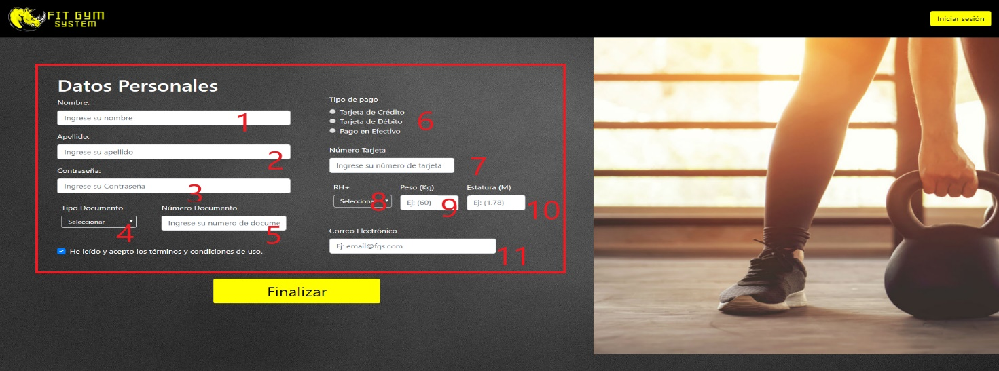 FIT GYM
SYSTEM
Iniciar sesión
Datos Personales
Nombre:
Ingrese su nombre
1
Apellido:
Ingrese su apellido
2
Contraseña:
Ingrese su Contraseña
3
Tipo Documento
Seleccionar
4
Número Documento
Ingrese su numero de docume
5
He leído y acepto los términos y condiciones de uso.
Tipo de pago
Tarjeta de Crédito
Tarjeta de Débito
Pago en Efectivo
6
Número Tarjeta
Ingrese su número de tarjeta
7
RH+
Seleccionar
8
Peso (Kg)
Ej: (60)
9
Estatura (M)
Ej: (1.78)
10
Correo Electrónico
Ej: email@fgs.com
11
Finalizar